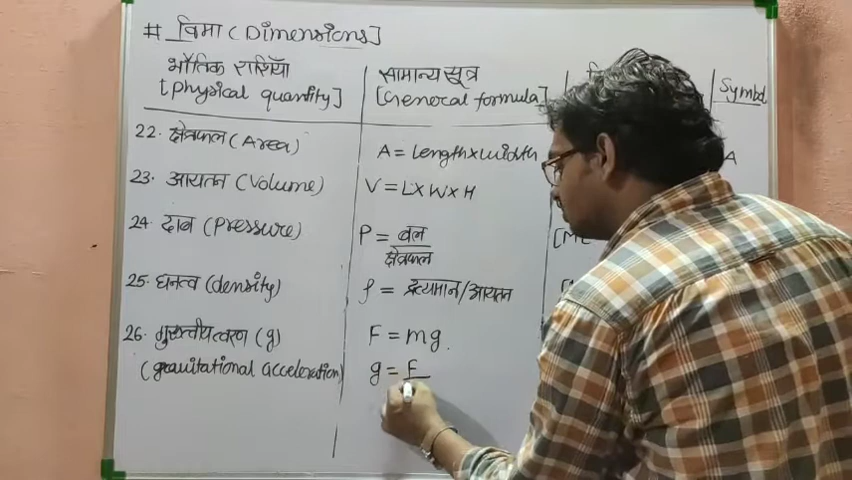 # विमा (Dimensions]
भौतिक राशियाँ सामान्य सूत्र
[Physical quantity] [General formula] Symbol
22. क्षेत्रफल (Area) A = Length×width A
23. आयतन (Volume) V = L×W×H
24. दाब (Pressure) P = बल / क्षेत्रफल
25. घनत्व (density) ρ = द्रव्यमान/आयतन
26. गुरुत्वीय त्वरण (g) F = mg
(gravitational acceleration) g = F